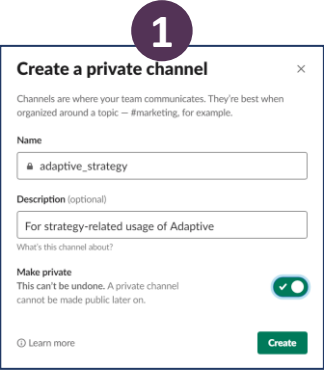 1
Create a private channel
Channels are where your team communicates. They're best when
organized around a topic — #marketing, for example.
Name
adaptive_strategy
Description (optional)
For strategy-related usage of Adaptive
What's this channel about?
Make private
This can't be undone. A private channel
cannot be made public later on.
Learn more
Create